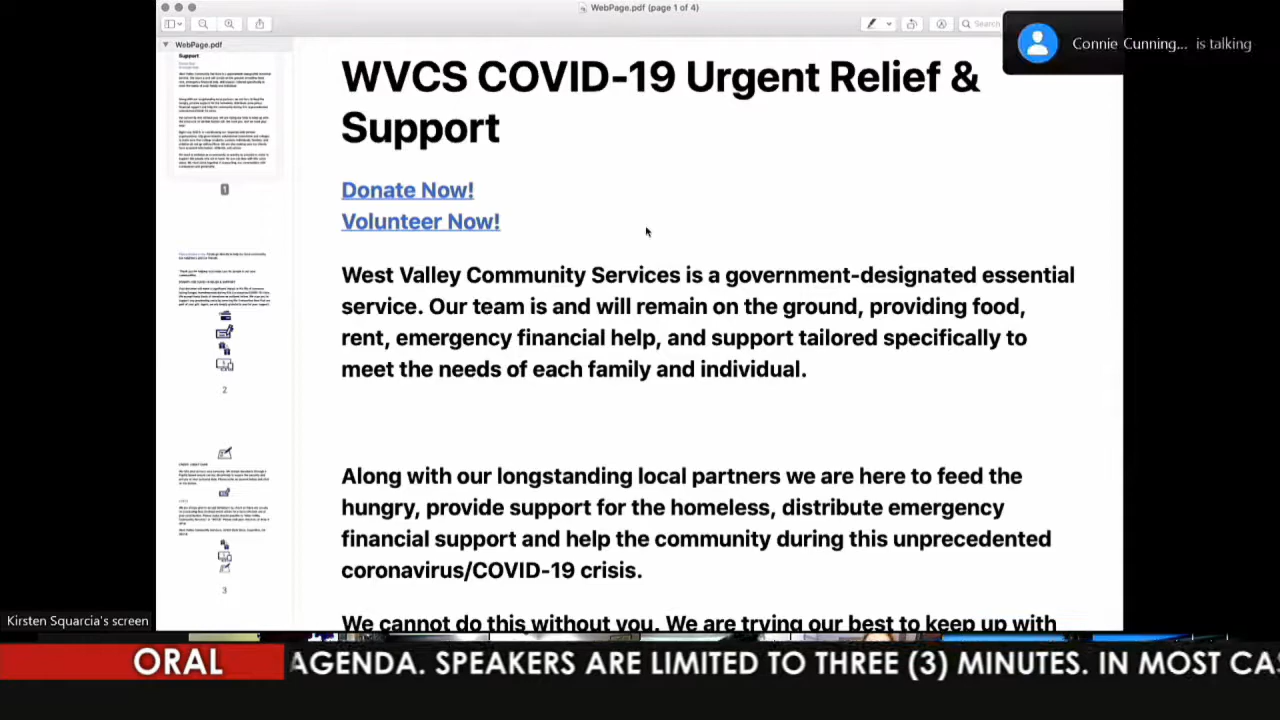 WebPage.pdf (page 1 of 4)
Search
Connie Cunning... is talking
WebPage.pdf
Support
1
2
3
WVCS COVID-19 Urgent Relief &
Support
Donate Now!
Volunteer Now!
West Valley Community Services is a government-designated essential
service. Our team is and will remain on the ground, providing food,
rent, emergency financial help, and support tailored specifically to
meet the needs of each family and individual.
Along with our longstanding local partners we are here to feed the
hungry, provide support for the homeless, distribute emergency
financial support and help the community during this unprecedented
coronavirus/COVID-19 crisis.
We cannot do this without you. We are trying our best to keep up with
Kirsten Squarcia's screen
ORAL
AGENDA. SPEAKERS ARE LIMITED TO THREE (3) MINUTES. IN MOST CAS